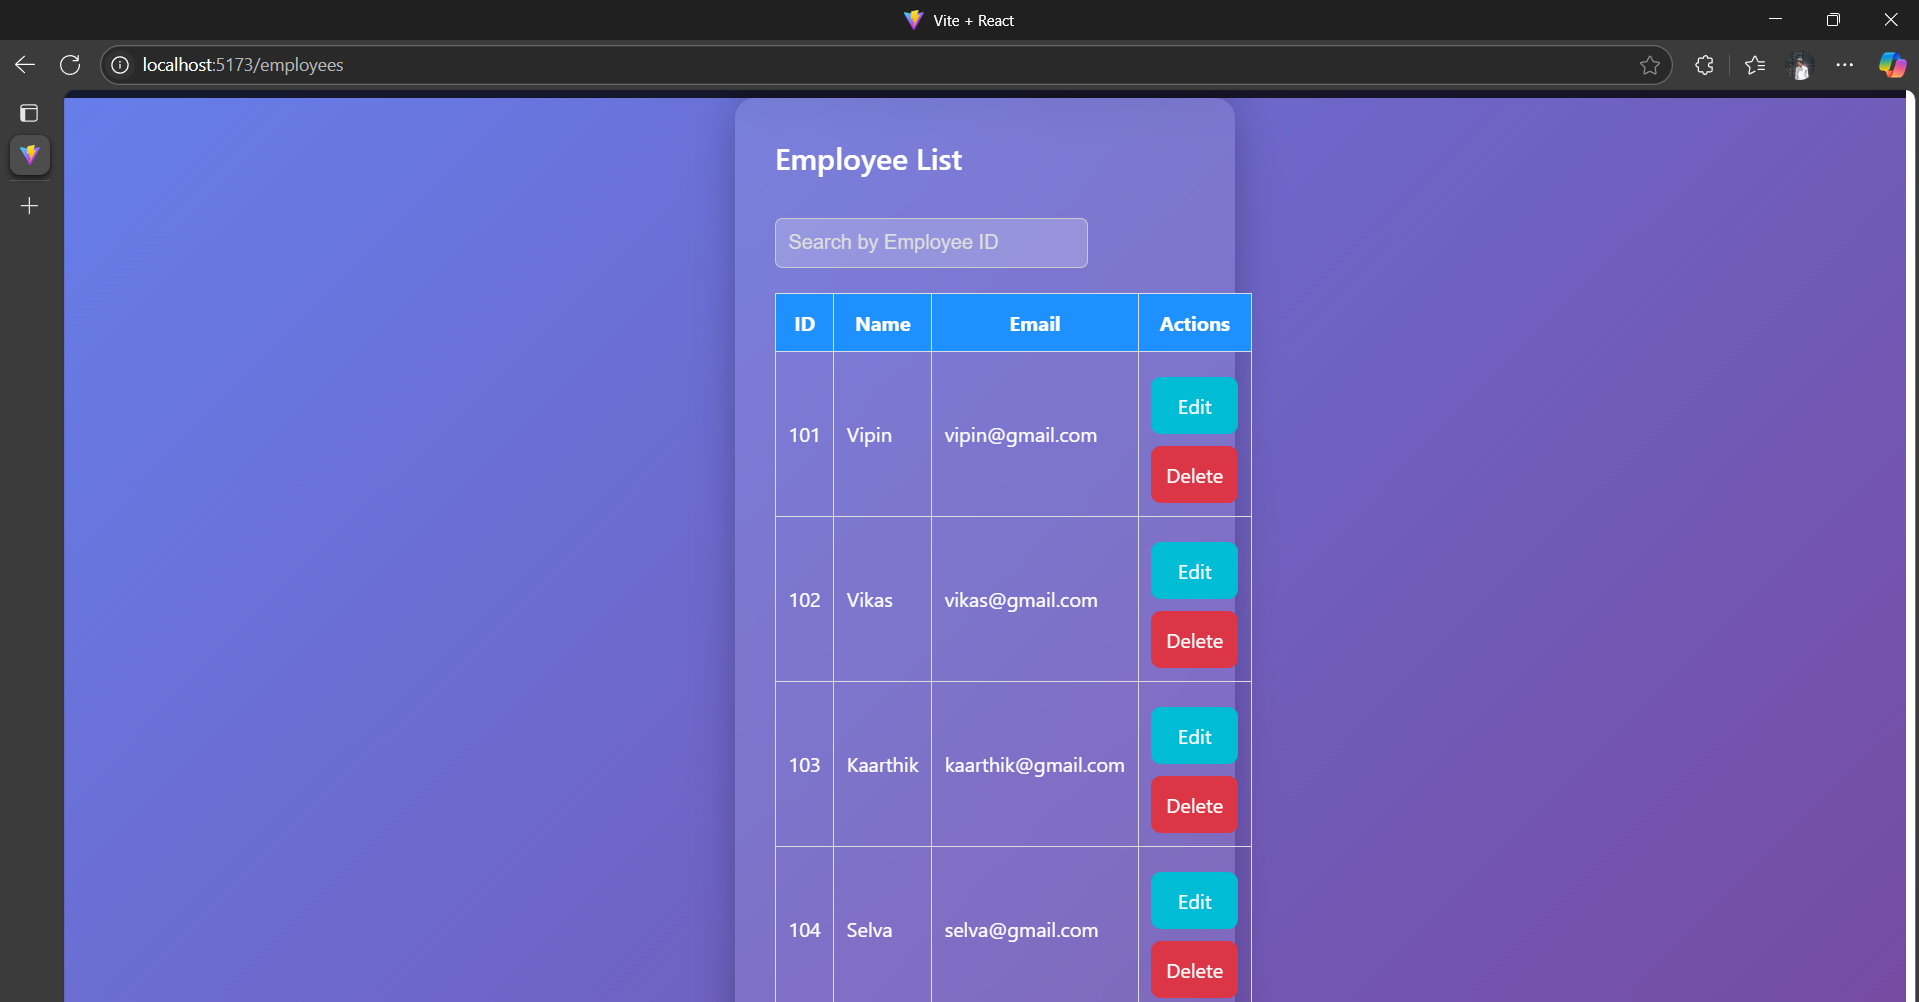 Vite + React
localhost:5173/employees
Employee List
Search by Employee ID
ID Name Email Actions
101 Vipin vipin@gmail.com Edit
Delete
102 Vikas vikas@gmail.com Edit
Delete
103 Kaarthik kaarthik@gmail.com Edit
Delete
104 Selva selva@gmail.com Edit
Delete